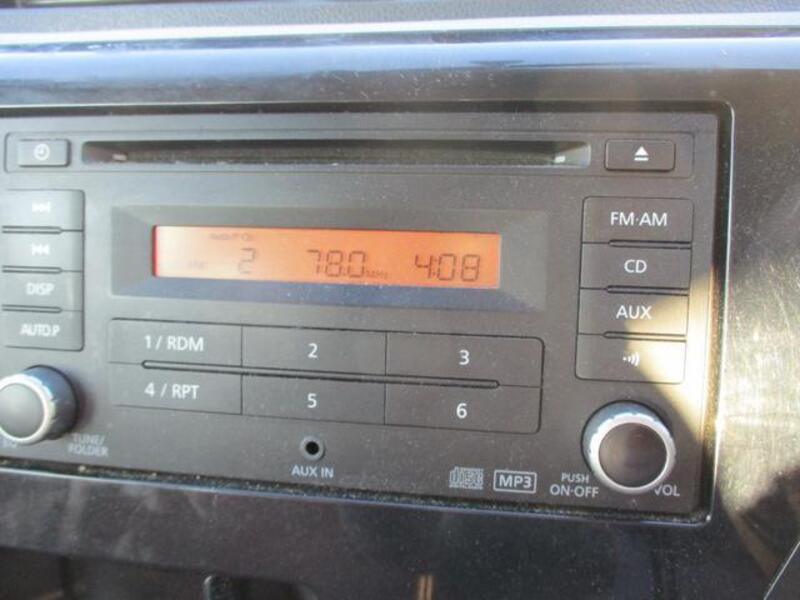 FM·AM
2 78.0 MHz 4:08
CD
DISP
AUX
AUTO.P
1 / RDM 2 3
4 / RPT 5 6
TUNE/
FOLDER
AUX IN
disc
MP3
PUSH
ON·OFF
VOL